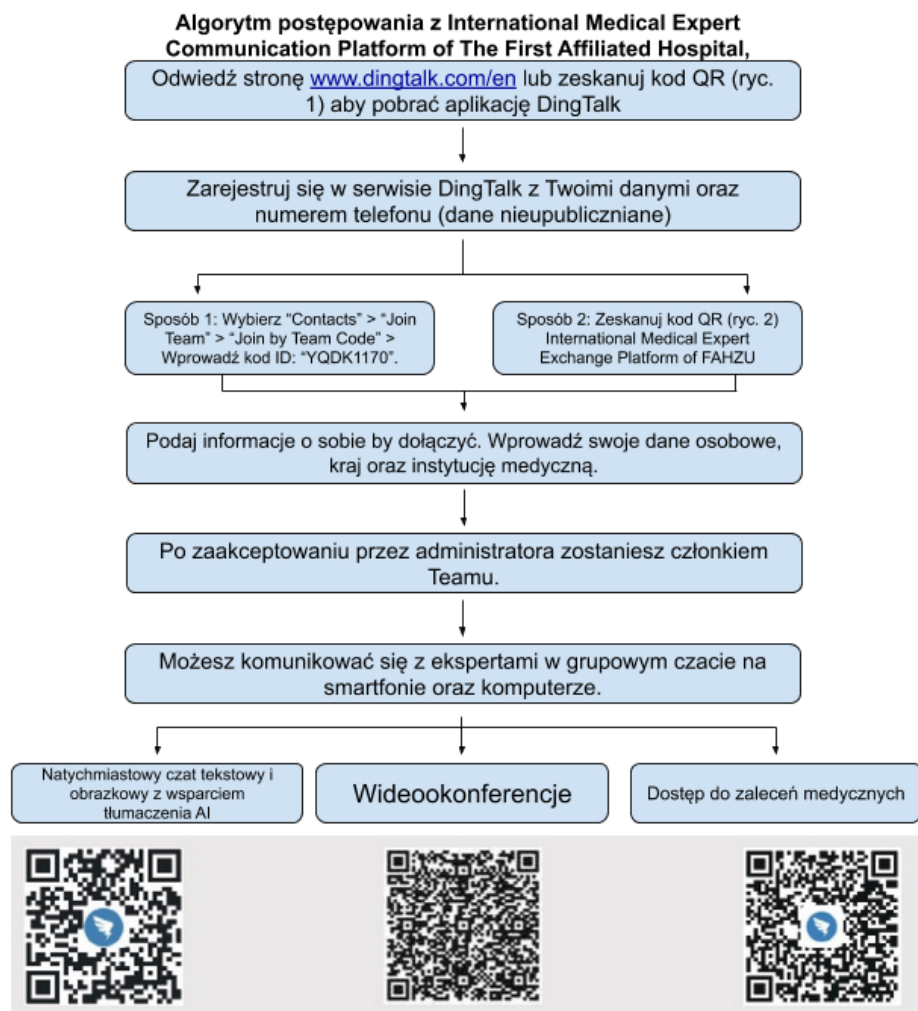 Algorytm postępowania z International Medical Expert
Communication Platform of The First Affiliated Hospital,
Odwiedź stronę www.dingtalk.com/en lub zeskanuj kod QR (ryc.
1) aby pobrać aplikację DingTalk
Zarejestruj się w serwisie DingTalk z Twoimi danymi oraz
numerem telefonu (dane nieupubliczniane)
Sposób 1: Wybierz “Contacts” > “Join
Team” > “Join by Team Code” >
Wprowadź kod ID: “YQDK1170”.
Sposób 2: Zeskanuj kod QR (ryc. 2)
International Medical Expert
Exchange Platform of FAHZU
Podaj informacje o sobie by dołączyć. Wprowadź swoje dane osobowe,
kraj oraz instytucję medyczną.
Po zaakceptowaniu przez administratora zostaniesz członkiem
Teamu.
Możesz komunikować się z ekspertami w grupowym czacie na
smartfonie oraz komputerze.
Natychmiastowy czat tekstowy i
obrazkowy z wsparciem
tłumaczenia AI
Wideookonferencje
Dostęp do zaleceń medycznych